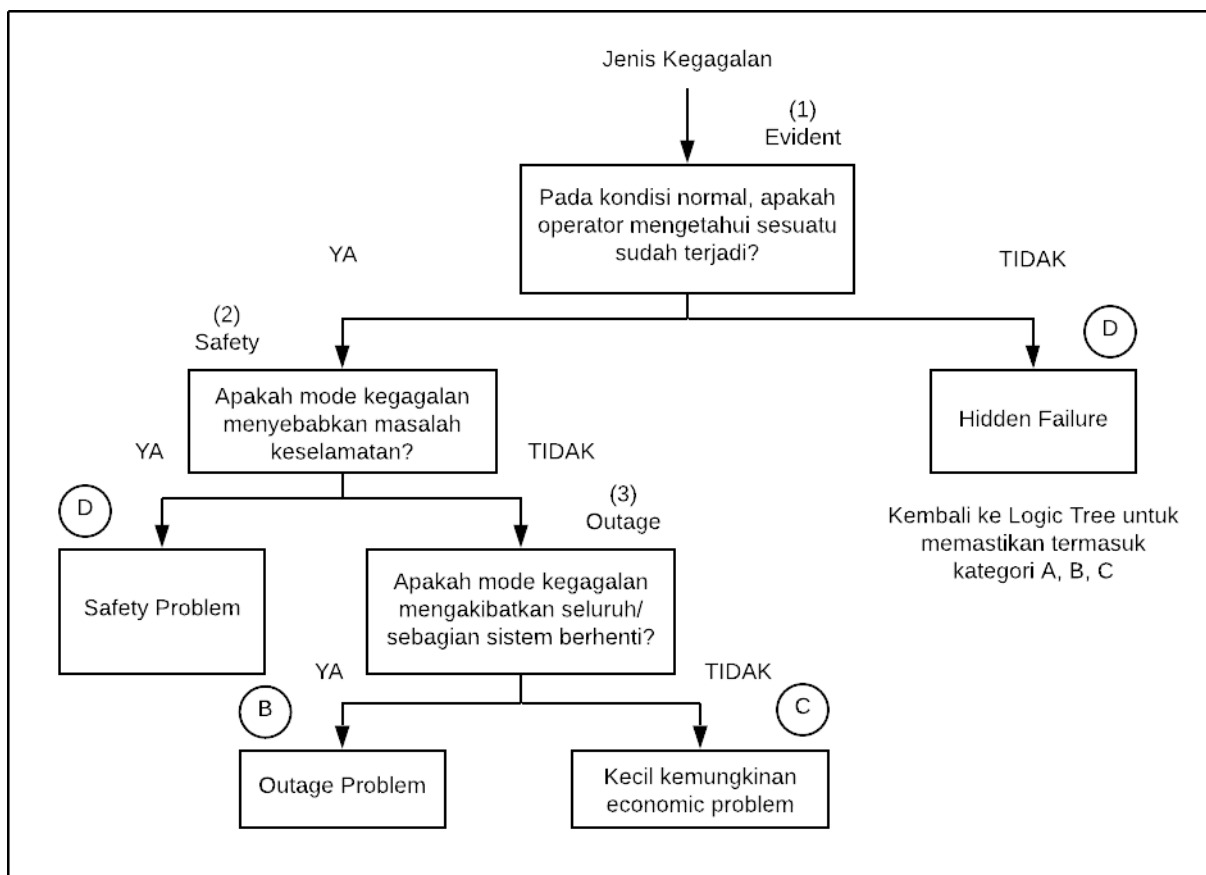 Jenis Kegagalan
(1)
Evident
Pada kondisi normal, apakah
operator mengetahui sesuatu
sudah terjadi?
YA
TIDAK
(2)
Safety
D
Apakah mode kegagalan
menyebabkan masalah
keselamatan?
Hidden Failure
YA
TIDAK
D
(3)
Outage
Kembali ke Logic Tree untuk
memastikan termasuk
kategori A, B, C
Safety Problem
Apakah mode kegagalan
mengakibatkan seluruh/
sebagian sistem berhenti?
YA
TIDAK
B
C
Outage Problem
Kecil kemungkinan
economic problem